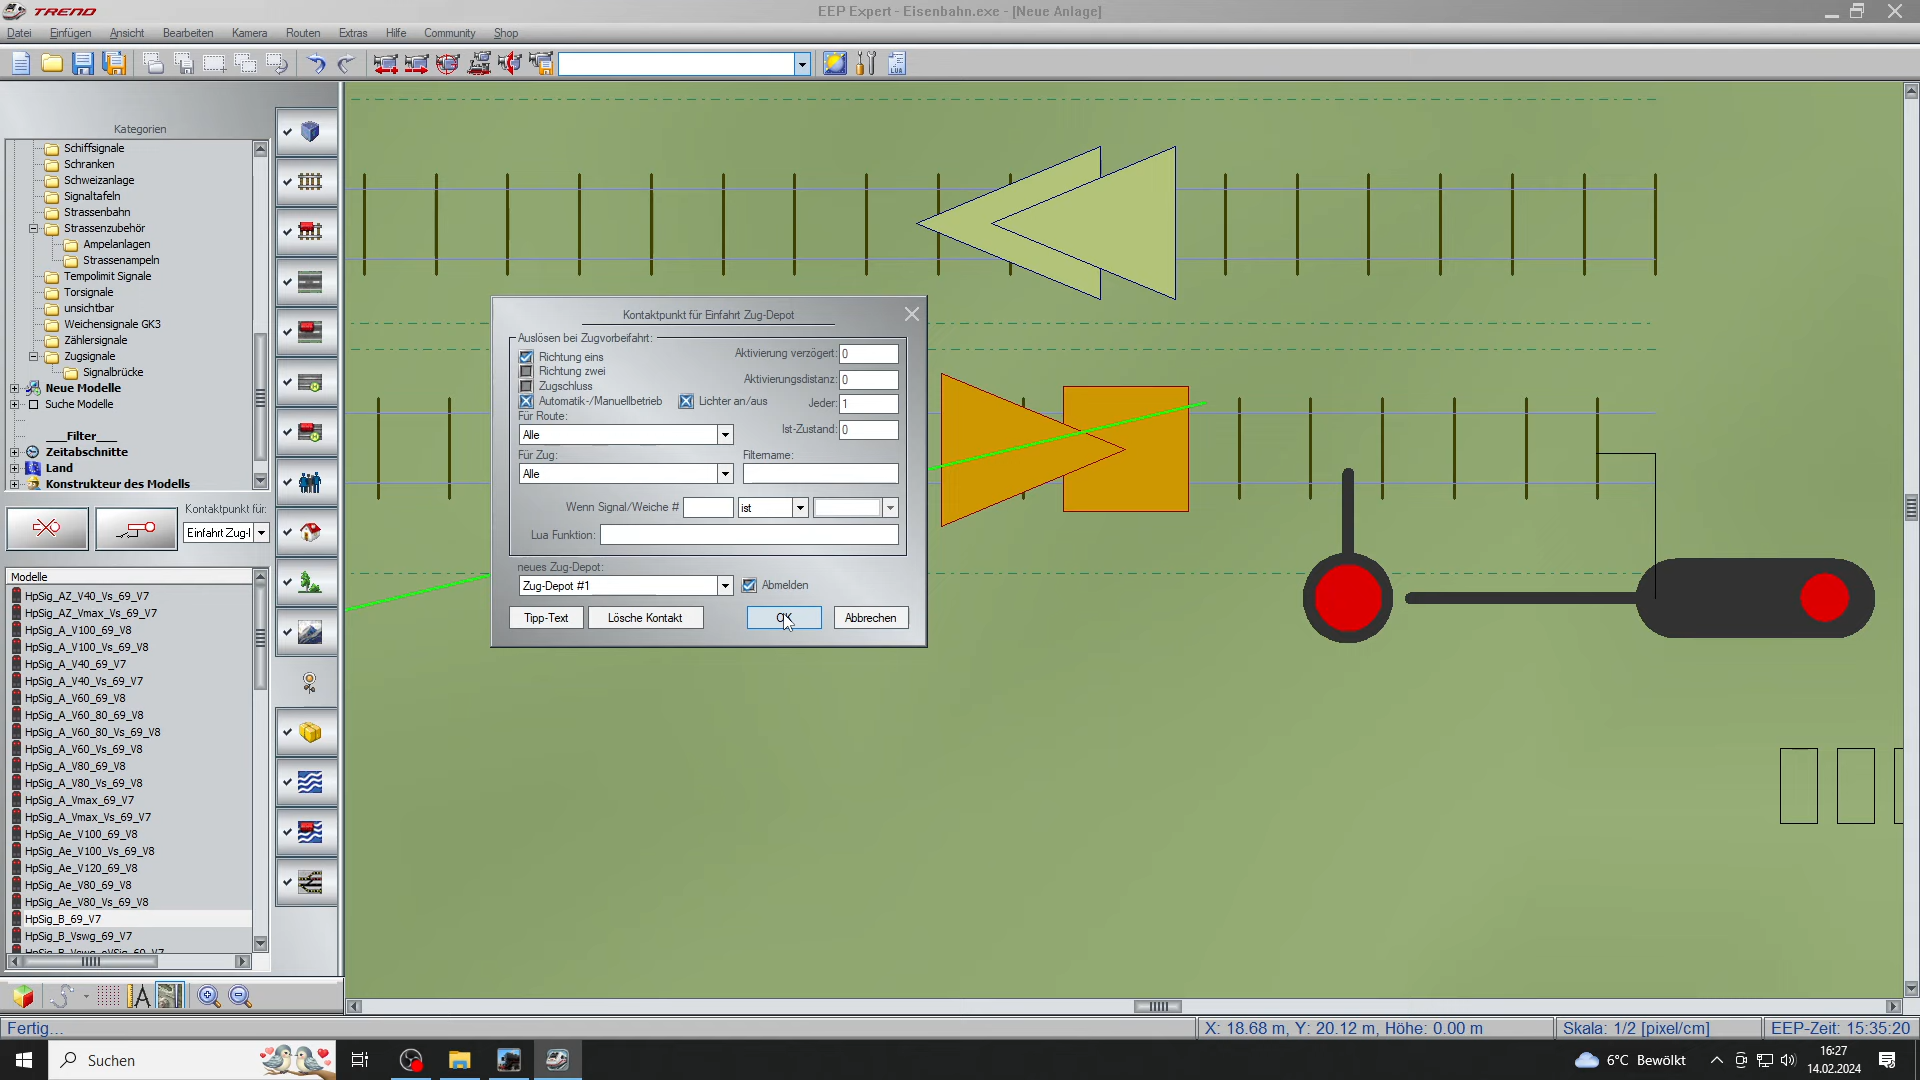 TREND
EEP Expert - Eisenbahn.exe - [Neue Anlage]
Datei Einfügen Ansicht Bearbeiten Kamera Routen Extras Hilfe Community Shop
Kategorien
Schiffsignale
Schranken
Schweizanlage
Signaltafeln
Strassenbahn
Strassenzubehör
Ampelanlagen
Strassenampeln
Tempolimit Signale
Torsignale
unsichtbar
Weichensignale GK3
Zählersignale
Zugsignale
Signalbrücke
Neue Modelle
Suche Modelle
___Filter___
Zeitabschnitte
Land
Konstrukteur des Modells
Kontaktpunkt für:
Einfahrt Zug-I
Modelle
HpSig_AZ_V40_Vs_69_V7
HpSig_AZ_Vmax_Vs_69_V7
HpSig_A_V100_69_V8
HpSig_A_V100_Vs_69_V8
HpSig_A_V40_69_V7
HpSig_A_V40_Vs_69_V7
HpSig_A_V60_69_V8
HpSig_A_V60_80_69_V8
HpSig_A_V60_80_Vs_69_V8
HpSig_A_V60_Vs_69_V8
HpSig_A_V80_69_V8
HpSig_A_V80_Vs_69_V8
HpSig_A_Vmax_69_V7
HpSig_A_Vmax_Vs_69_V7
HpSig_Ae_V100_69_V8
HpSig_Ae_V100_Vs_69_V8
HpSig_Ae_V120_69_V8
HpSig_Ae_V80_69_V8
HpSig_Ae_V80_Vs_69_V8
HpSig_B_69_V7
HpSig_B_Vswg_69_V7
Kontaktpunkt für Einfahrt Zug-Depot
Auslösen bei Zugvorbeifahrt:
Richtung eins
Richtung zwei
Zugschluss
Automatik-/Manuellbetrieb
Lichter an/aus
Aktivierung verzögert: 0
Aktivierungsdistanz: 0
Jeder: 1
Ist-Zustand: 0
Für Route:
Alle
Für Zug:
Alle
Filtername:
Wenn Signal/Weiche # ist
Lua Funktion:
neues Zug-Depot:
Zug-Depot #1
Abmelden
Tipp-Text Lösche Kontakt OK Abbrechen
Fertig...
X: 18.68 m, Y: 20.12 m, Höhe: 0.00 m
Skala: 1/2 [pixel/cm]
EEP-Zeit: 15:35:20
Suchen
6°C Bewölkt
16:27
14.02.2024